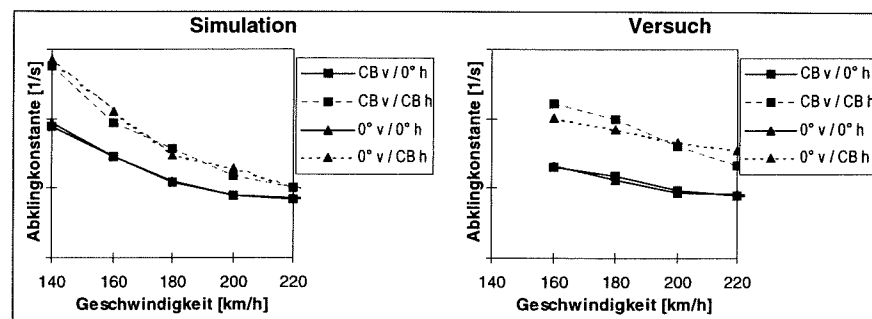 Simulation
Abklingkonstante [1/s]
140 160 180 200 220
Geschwindigkeit [km/h]
CB v / 0° h
CB v / CB h
0° v / 0° h
0° v / CB h
Versuch
Abklingkonstante [1/s]
140 160 180 200 220
Geschwindigkeit [km/h]
CB v / 0° h
CB v / CB h
0° v / 0° h
0° v / CB h